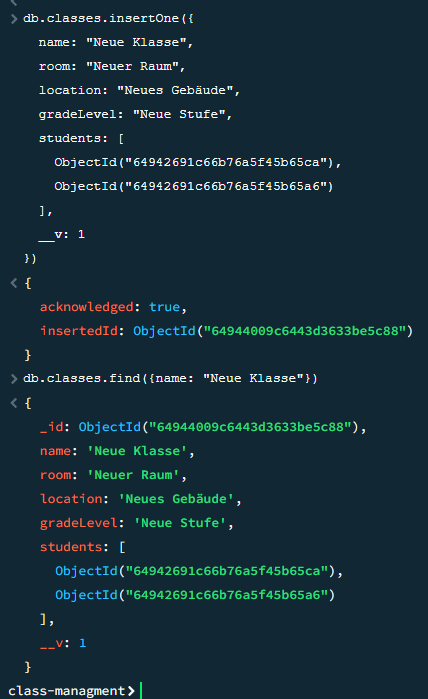 > db.classes.insertOne({
name: "Neue Klasse",
room: "Neuer Raum",
location: "Neues Gebäude",
gradeLevel: "Neue Stufe",
students: [
ObjectId("64942691c66b76a5f45b65ca"),
ObjectId("64942691c66b76a5f45b65a6")
],
__v: 1
})
< {
acknowledged: true,
insertedId: ObjectId("64944009c6443d3633be5c88")
}
> db.classes.find({name: "Neue Klasse"})
< {
_id: ObjectId("64944009c6443d3633be5c88"),
name: 'Neue Klasse',
room: 'Neuer Raum',
location: 'Neues Gebäude',
gradeLevel: 'Neue Stufe',
students: [
ObjectId("64942691c66b76a5f45b65ca"),
ObjectId("64942691c66b76a5f45b65a6")
],
__v: 1
}
class-managment>